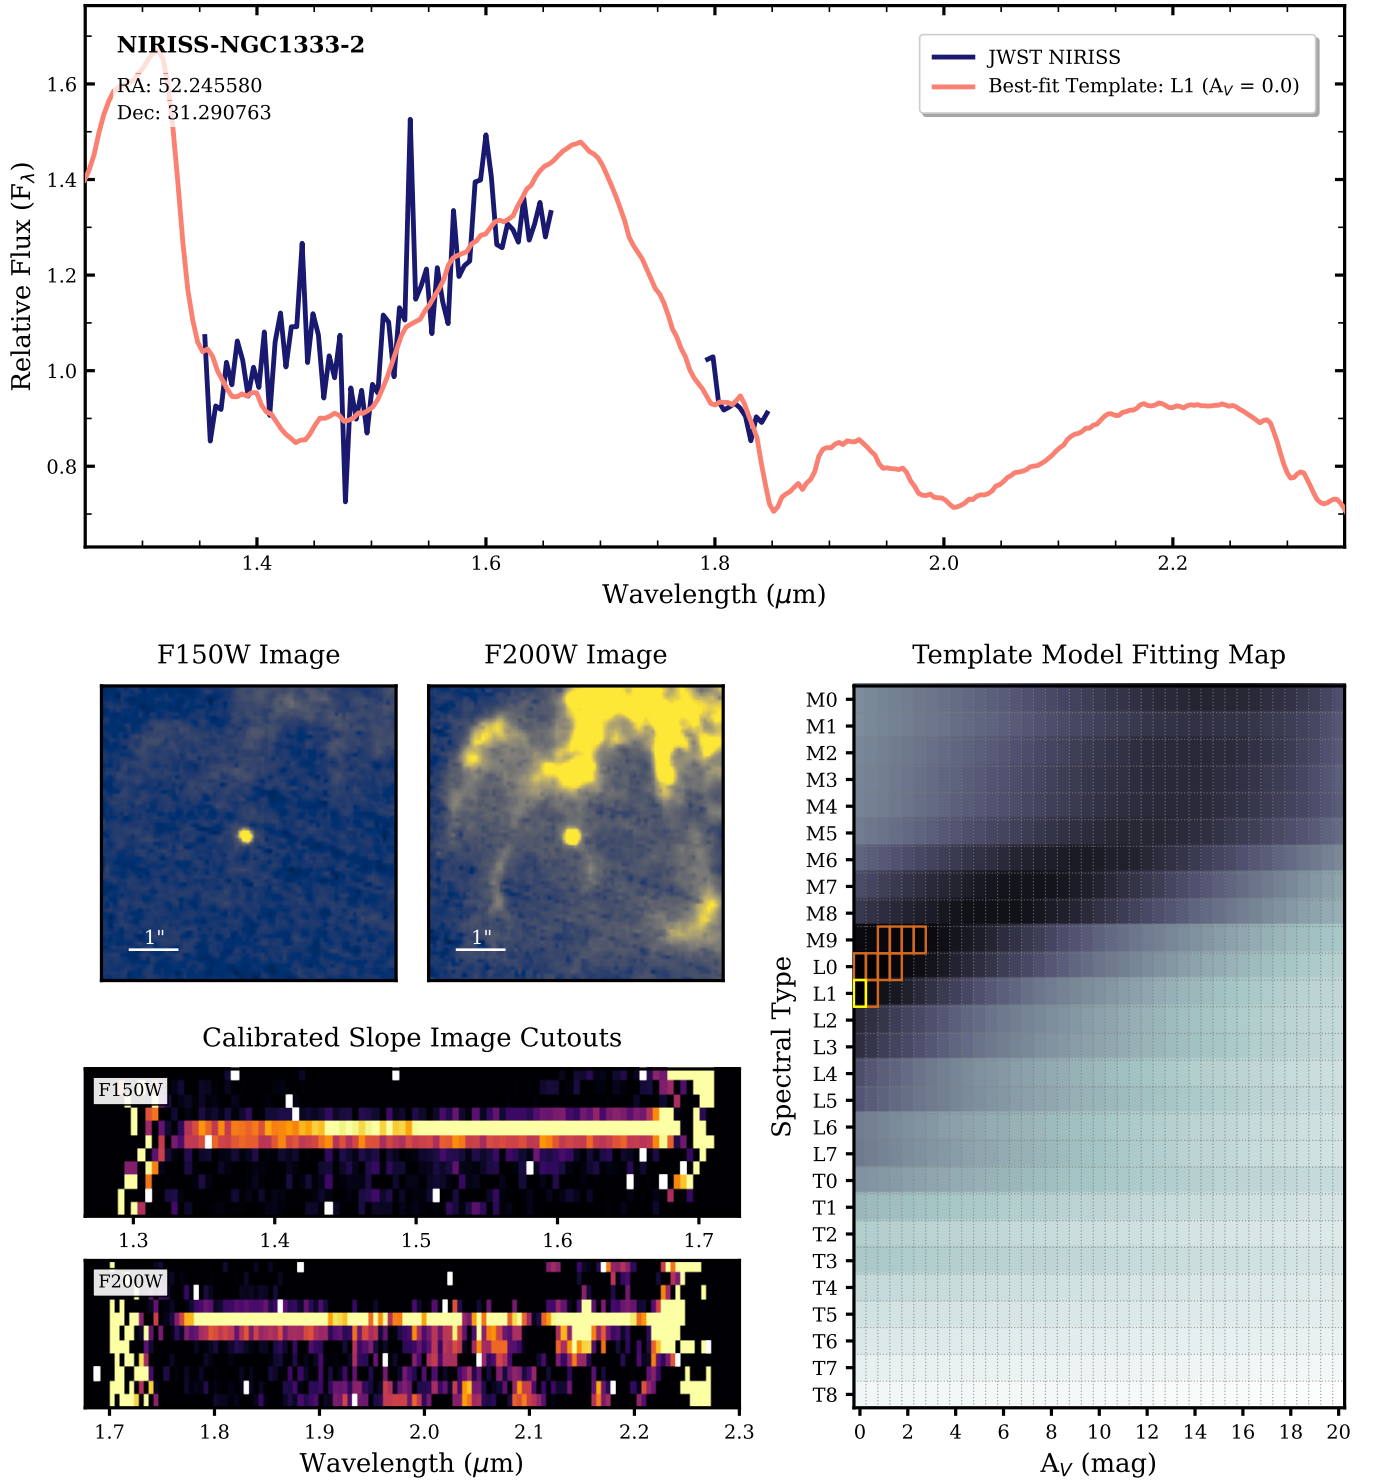 NIRISS-NGC1333-2
RA: 52.245580
Dec: 31.290763
JWST NIRISS
Best-fit Template: L1 (A_V = 0.0)
Relative Flux (F_λ)
1.6
1.4
1.2
1.0
0.8
1.4 1.6 1.8 2.0 2.2
Wavelength (μm)
F150W Image
F200W Image
1"
1"
Calibrated Slope Image Cutouts
F150W
1.3 1.4 1.5 1.6 1.7
F200W
1.7 1.8 1.9 2.0 2.1 2.2 2.3
Wavelength (μm)
Template Model Fitting Map
Spectral Type
M0
M1
M2
M3
M4
M5
M6
M7
M8
M9
L0
L1
L2
L3
L4
L5
L6
L7
T0
T1
T2
T3
T4
T5
T6
T7
T8
0 2 4 6 8 10 12 14 16 18 20
A_V (mag)